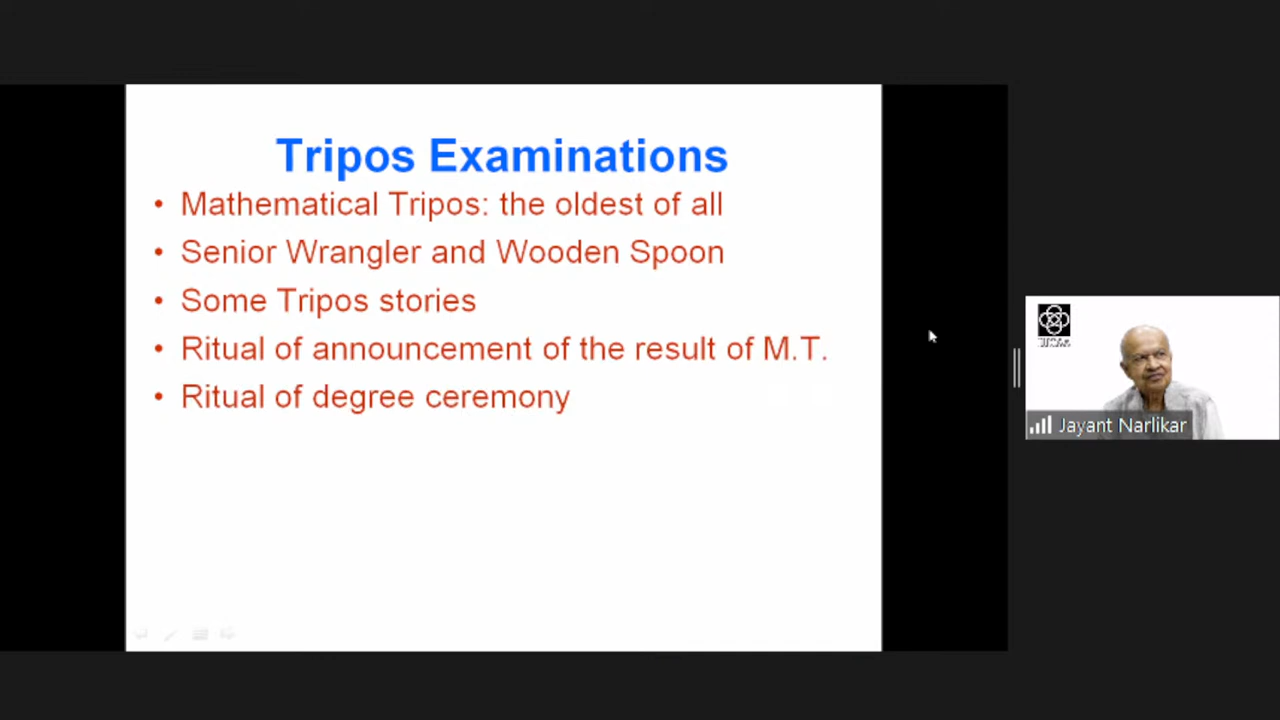 Tripos Examinations
• Mathematical Tripos: the oldest of all
• Senior Wrangler and Wooden Spoon
• Some Tripos stories
• Ritual of announcement of the result of M.T.
• Ritual of degree ceremony
Jayant Narlikar